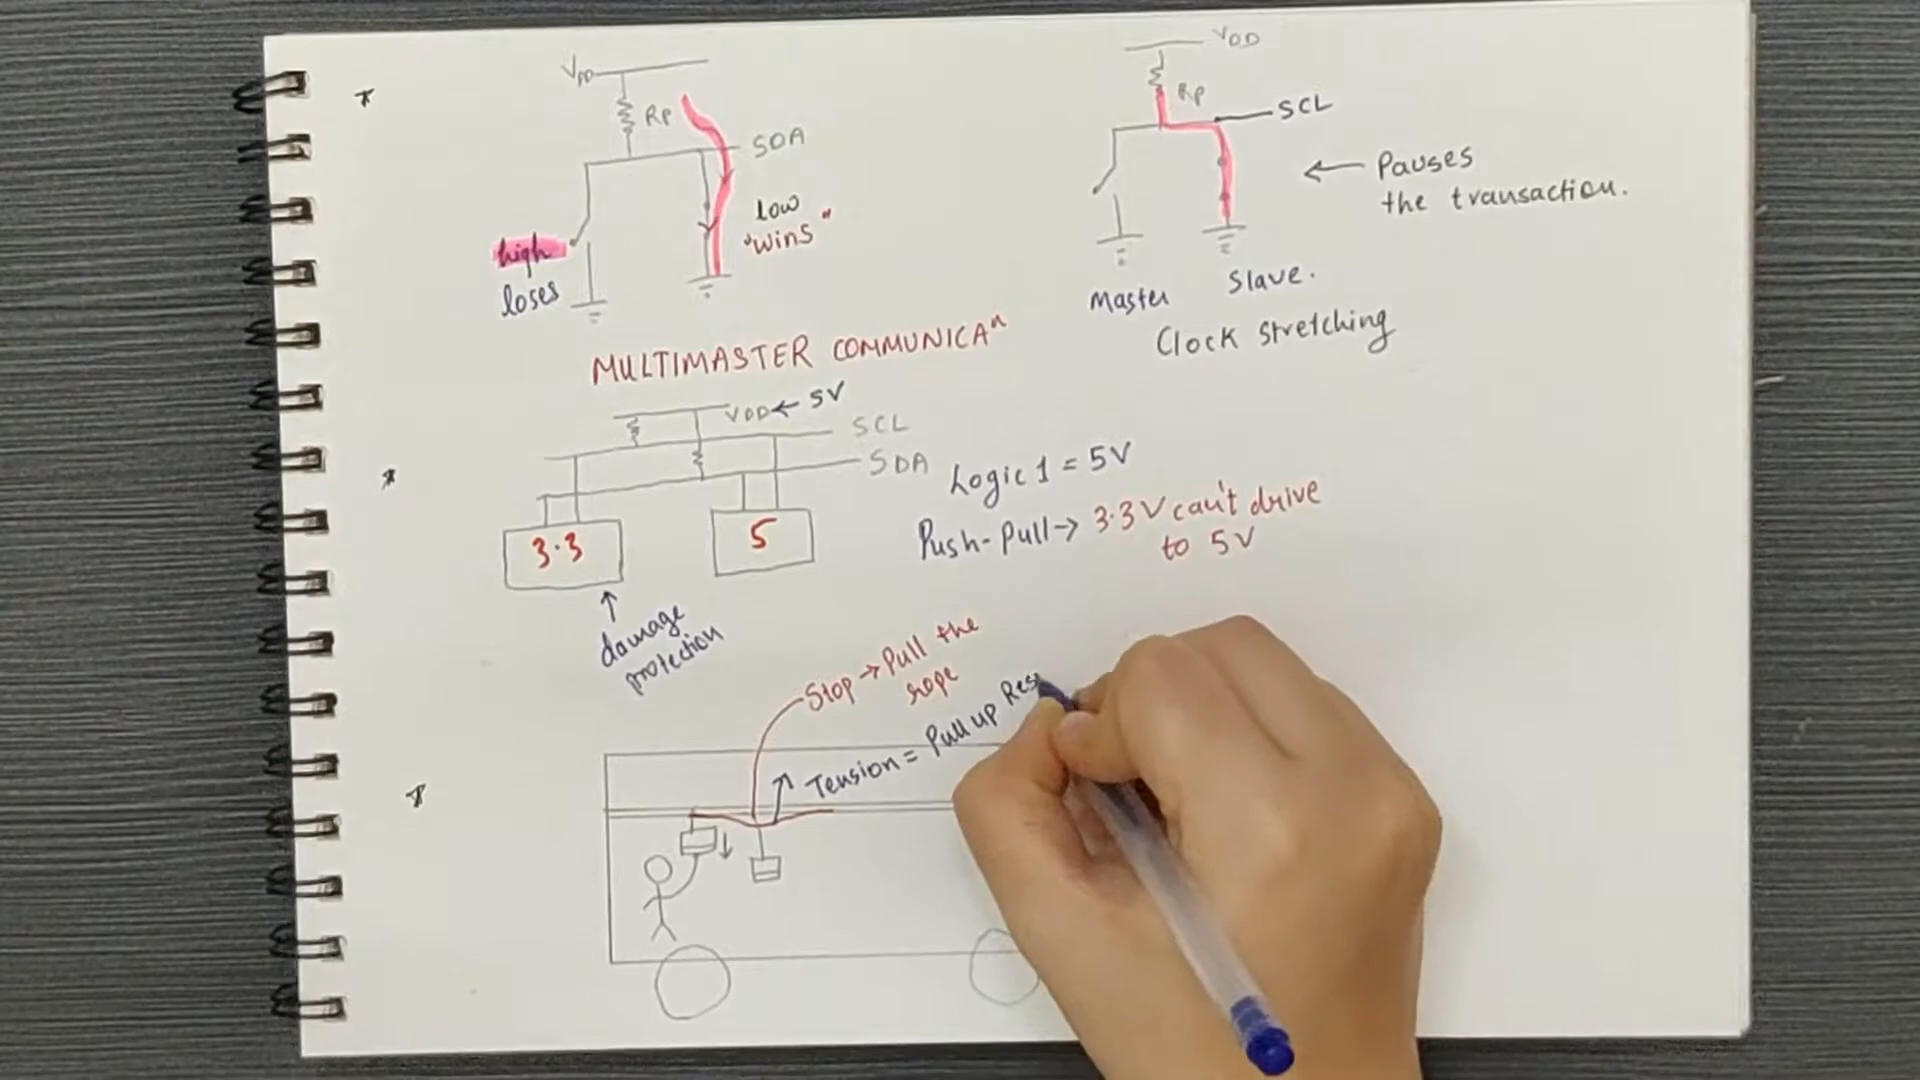 VDD
Rp
SDA
low
"wins"
high
loses
VDD
Rp
SCL
← Pauses
the transaction.
Master
Slave.
Clock Stretching
MULTIMASTER COMMUNICAⁿ
VDD ← 5V
SCL
SDA
3.3
5
Logic 1 = 5V
Push-Pull → 3.3V can't drive
to 5V
↑
damage
protection
Stop → Pull the
rope
Tension = Pull up Res